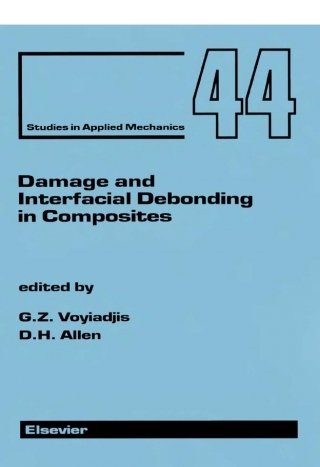 44
Studies in Applied Mechanics
Damage and
Interfacial Debonding
in Composites
edited by
G.Z. Voyiadjis
D.H. Allen
Elsevier